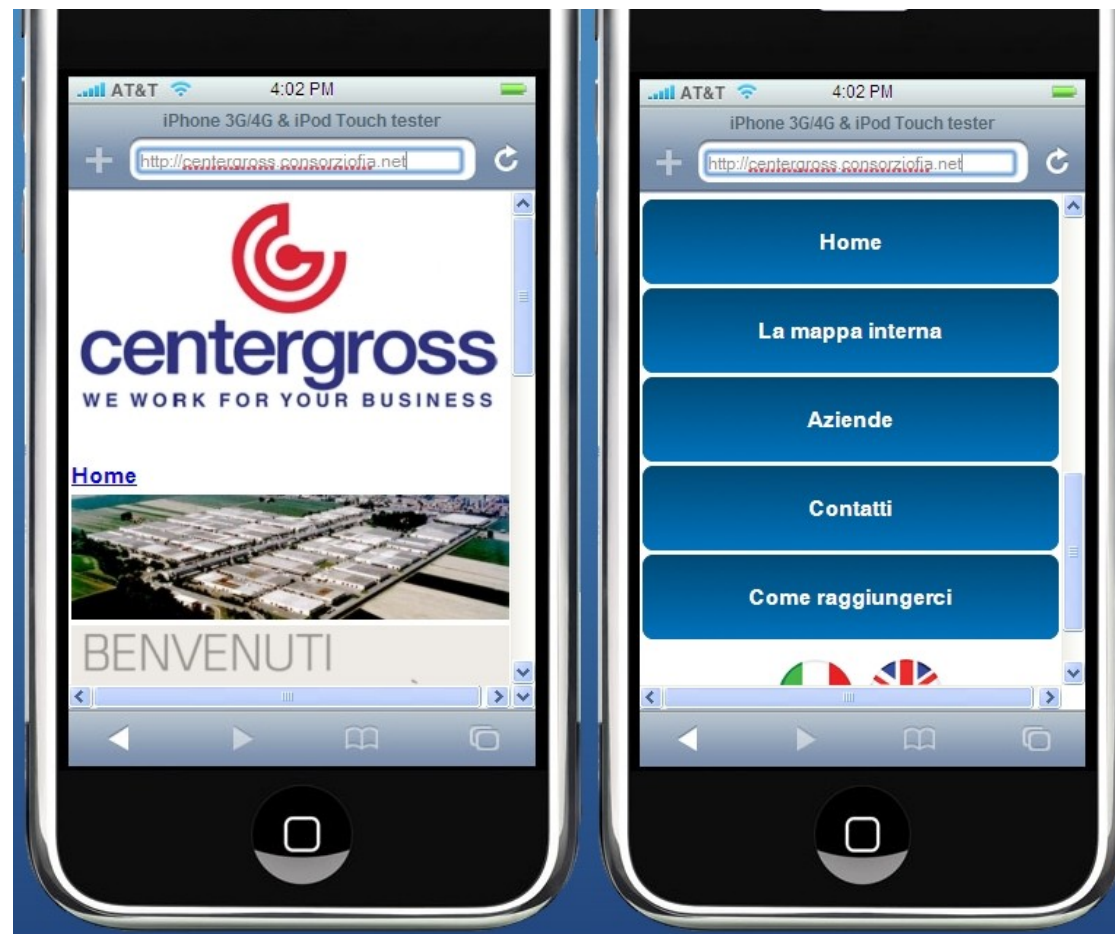 AT&T 4:02 PM
iPhone 3G/4G & iPod Touch tester
http://centergross.consorziofia.net
centergross
WE WORK FOR YOUR BUSINESS
Home
BENVENUTI
AT&T 4:02 PM
iPhone 3G/4G & iPod Touch tester
http://centergross.consorziofia.net
Home
La mappa interna
Aziende
Contatti
Come raggiungerci